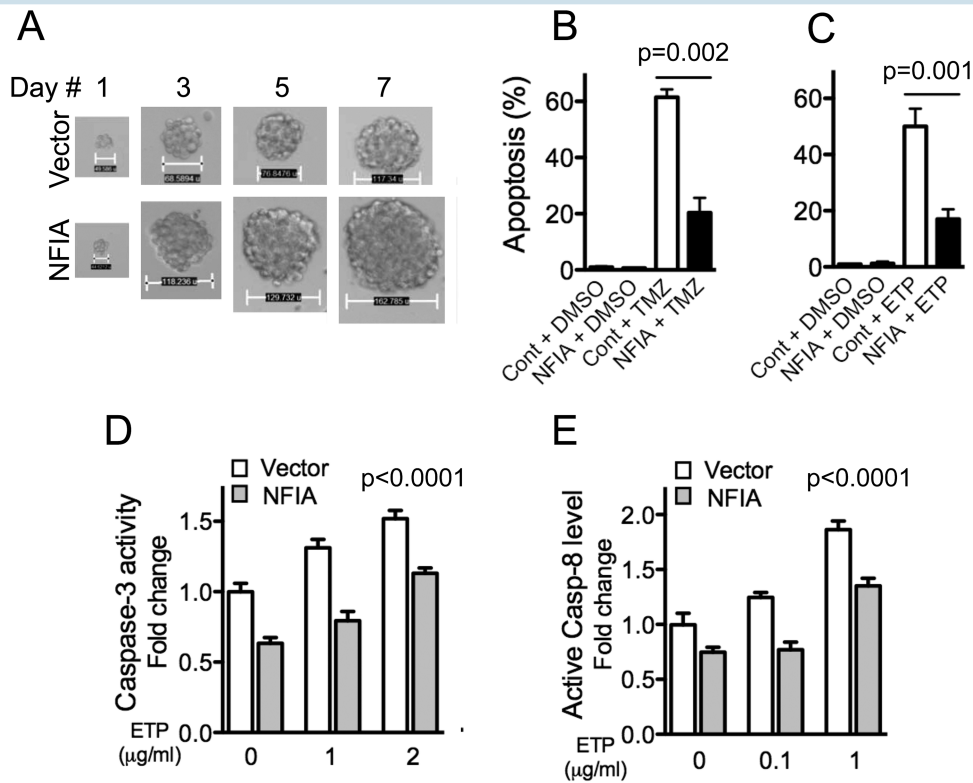 A
Day # 1 3 5 7
Vector
68.5894 u
76.8476 u
117.34 u
NFIA
118.236 u
129.732 u
162.785 u
B
p=0.002
Apoptosis (%)
60
40
20
0
Cont + DMSO
NFIA + DMSO
Cont + TMZ
NFIA + TMZ
C
p=0.001
60
40
20
0
Cont + DMSO
NFIA + DMSO
Cont + ETP
NFIA + ETP
D
Vector
NFIA
p<0.0001
Caspase-3 activity
Fold change
1.5
1.0
0.5
0.0
ETP
(μg/ml)
0 1 2
E
Vector
NFIA
p<0.0001
Active Casp-8 level
Fold change
2.0
1.5
1.0
0.5
0.0
ETP
(μg/ml)
0 0.1 1